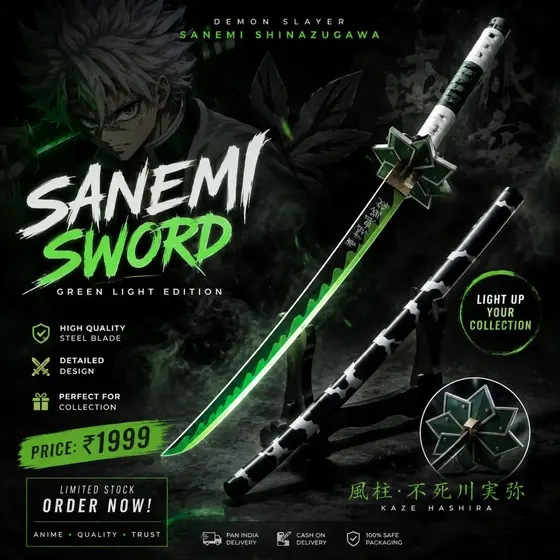 DEMON SLAYER
SANEMI SHINAZUGAWA
SANEMI
SWORD
GREEN LIGHT EDITION
HIGH QUALITY
STEEL BLADE
DETAILED
DESIGN
PERFECT FOR
COLLECTION
LIGHT UP
YOUR
COLLECTION
PRICE: ₹1999
LIMITED STOCK
ORDER NOW!
ANIME • QUALITY • TRUST
風柱·不死川実弥
KAZE HASHIRA
PAN INDIA
DELIVERY
CASH ON
DELIVERY
100% SAFE
PACKAGING